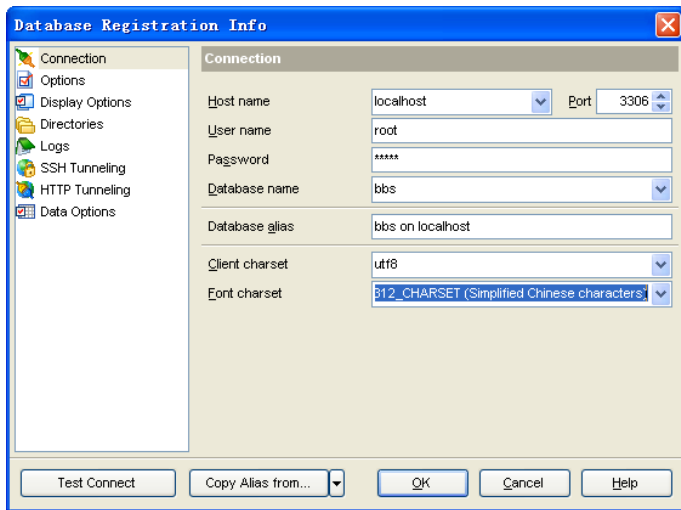 Database Registration Info
Connection
Options
Display Options
Directories
Logs
SSH Tunneling
HTTP Tunneling
Data Options
Connection
Host name localhost Port 3306
User name root
Password *****
Database name bbs
Database alias bbs on localhost
Client charset utf8
Font charset 312_CHARSET (Simplified Chinese characters)
Test Connect Copy Alias from... OK Cancel Help